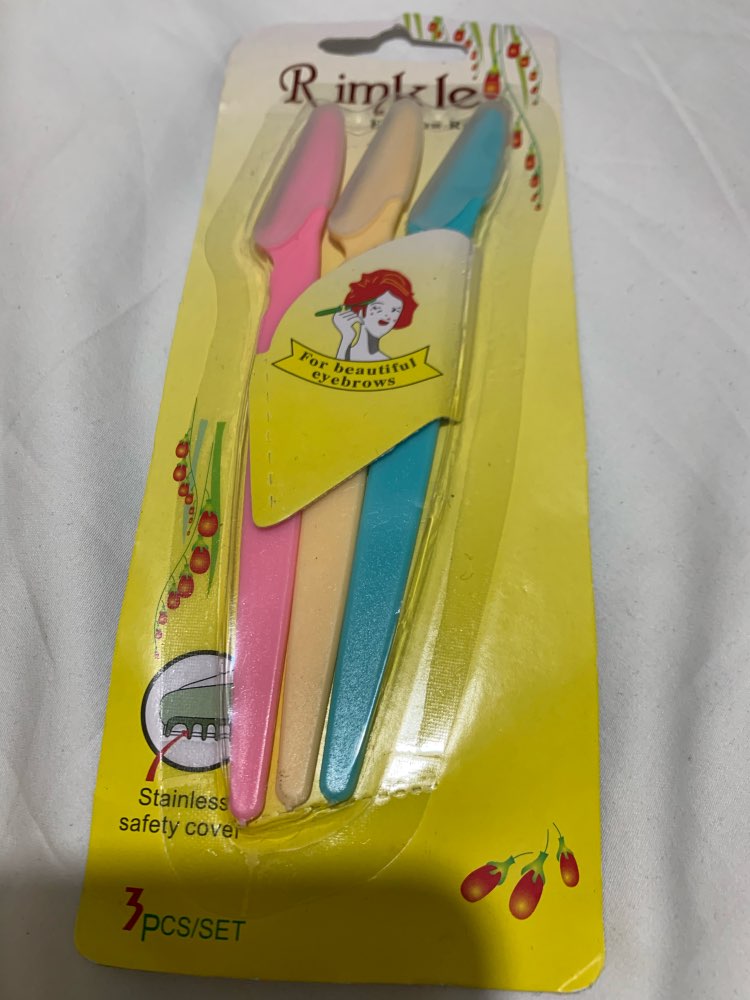 Rimkle
For beautiful
eyebrows
Stainless
safety cover
3PCS/SET